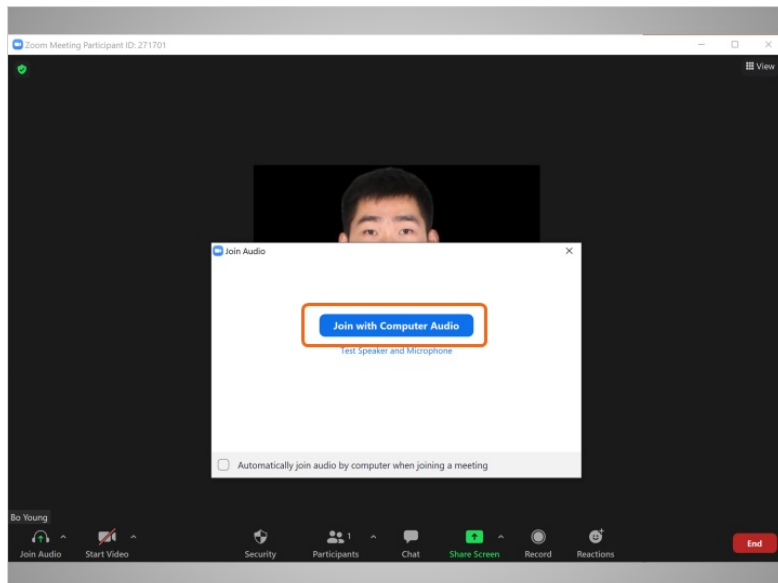 Zoom Meeting Participant ID: 271701
View
Join Audio
Join with Computer Audio
Test Speaker and Microphone
Automatically join audio by computer when joining a meeting
Bo Young
1
Join Audio
Start Video
Security
Participants
Chat
Share Screen
Record
Reactions
End